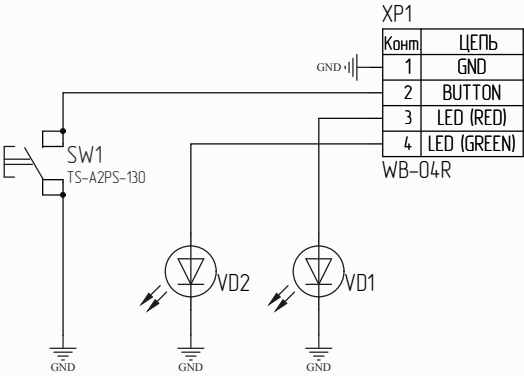 XP1
Конт. ЦЕПЬ
GND 1 GND
2 BUTTON
3 LED (RED)
4 LED (GREEN)
WB-04R
SW1
TS-A2PS-130
VD2 VD1
GND GND GND